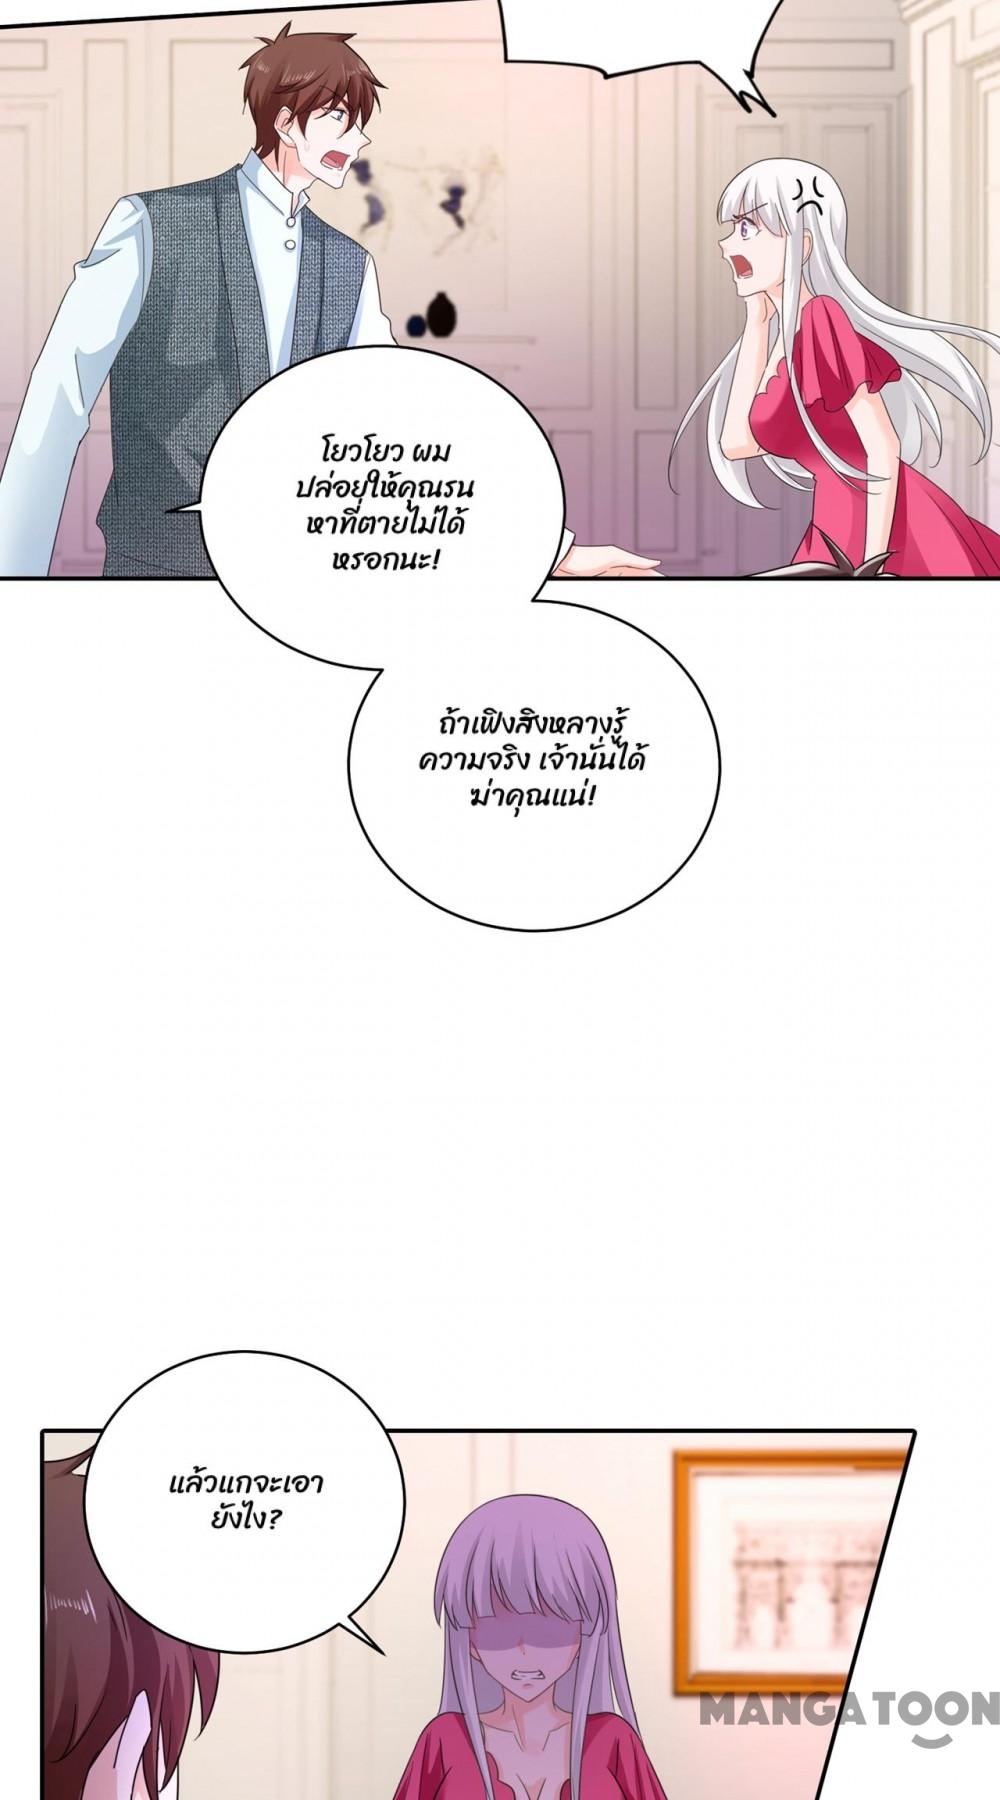 โยวโยว ผม
ปล่อยให้คุณรน
หาที่ตายไม่ได้
หรอกนะ!
ถ้าเฟิงสิงหลางรู้
ความจริง เจ้านั่นได้
ฆ่าคุณแน่!
แล้วแกจะเอา
ยังไง?
MANGATOON